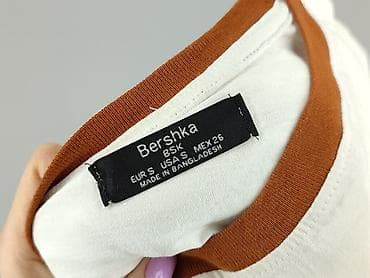 Bershka
BSK
EUR S USA S MEX 26
MADE IN BANGLADESH